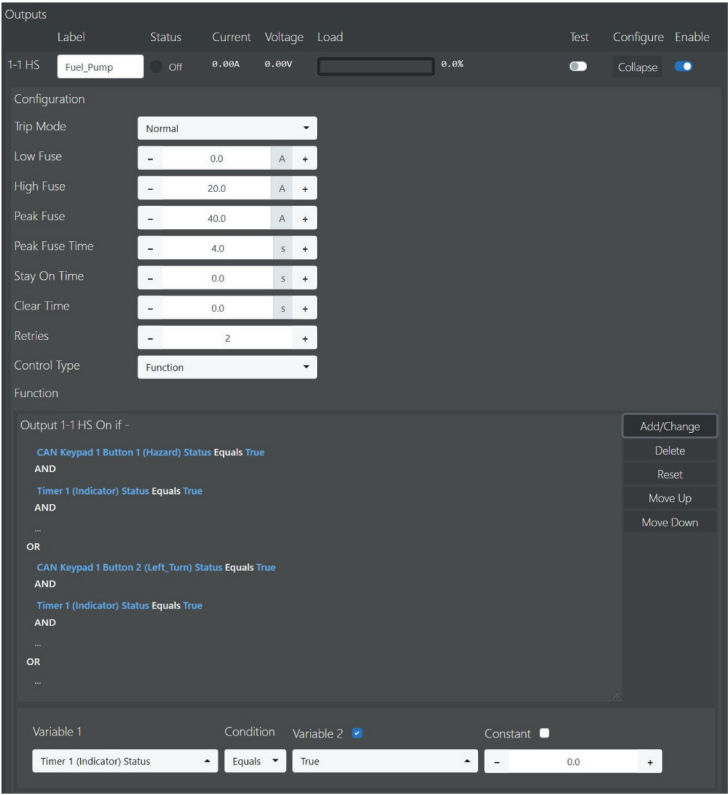 Outputs
Label Status Current Voltage Load Test Configure Enable
1-1 HS Fuel_Pump Off 0.00A 0.00V 0.0% Collapse
Configuration
Trip Mode Normal
Low Fuse - 0.0 A +
High Fuse - 20.0 A +
Peak Fuse - 40.0 A +
Peak Fuse Time - 4.0 s +
Stay On Time - 0.0 s +
Clear Time - 0.0 s +
Retries - 2 +
Control Type Function
Function
Output 1-1 HS On if - Add/Change
CAN Keypad 1 Button 1 (Hazard) Status Equals True Delete
AND Reset
Timer 1 (Indicator) Status Equals True Move Up
AND Move Down
...
OR
CAN Keypad 1 Button 2 (Left_Turn) Status Equals True
AND
Timer 1 (Indicator) Status Equals True
AND
...
OR
...
Variable 1 Condition Variable 2 Constant
Timer 1 (Indicator) Status Equals True - 0.0 +